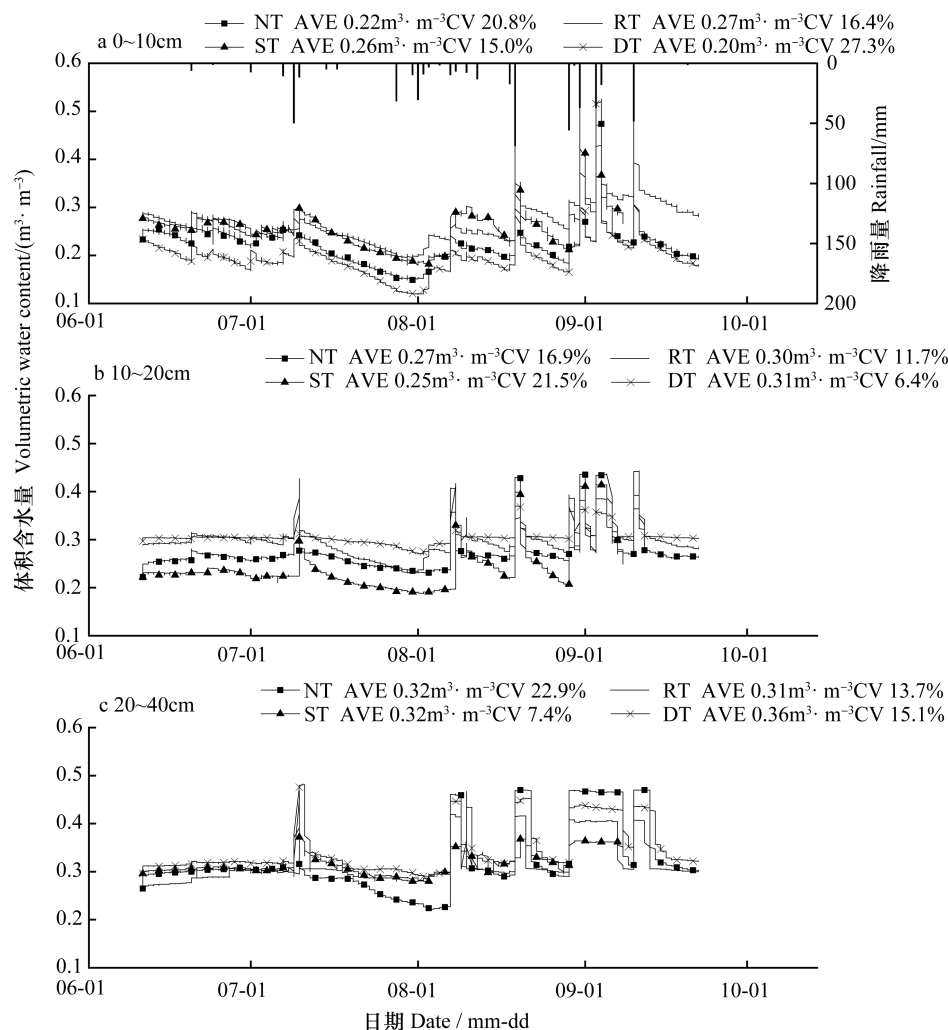 NT AVE 0.22m³· m⁻³CV 20.8%
RT AVE 0.27m³· m⁻³CV 16.4%
a 0~10cm
ST AVE 0.26m³· m⁻³CV 15.0%
DT AVE 0.20m³· m⁻³CV 27.3%
0.6
0.5
0.4
0.3
0.2
0.1
0
50
100
150
200
降雨量 Rainfall/mm
06-01
07-01
08-01
09-01
10-01
体积含水量 Volumetric water content/(m³· m⁻³)
NT AVE 0.27m³· m⁻³CV 16.9%
RT AVE 0.30m³· m⁻³CV 11.7%
b 10~20cm
ST AVE 0.25m³· m⁻³CV 21.5%
DT AVE 0.31m³· m⁻³CV 6.4%
0.6
0.5
0.4
0.3
0.2
0.1
06-01
07-01
08-01
09-01
10-01
NT AVE 0.32m³· m⁻³CV 22.9%
RT AVE 0.31m³· m⁻³CV 13.7%
c 20~40cm
ST AVE 0.32m³· m⁻³CV 7.4%
DT AVE 0.36m³· m⁻³CV 15.1%
0.6
0.5
0.4
0.3
0.2
0.1
06-01
07-01
08-01
09-01
10-01
日期 Date / mm-dd